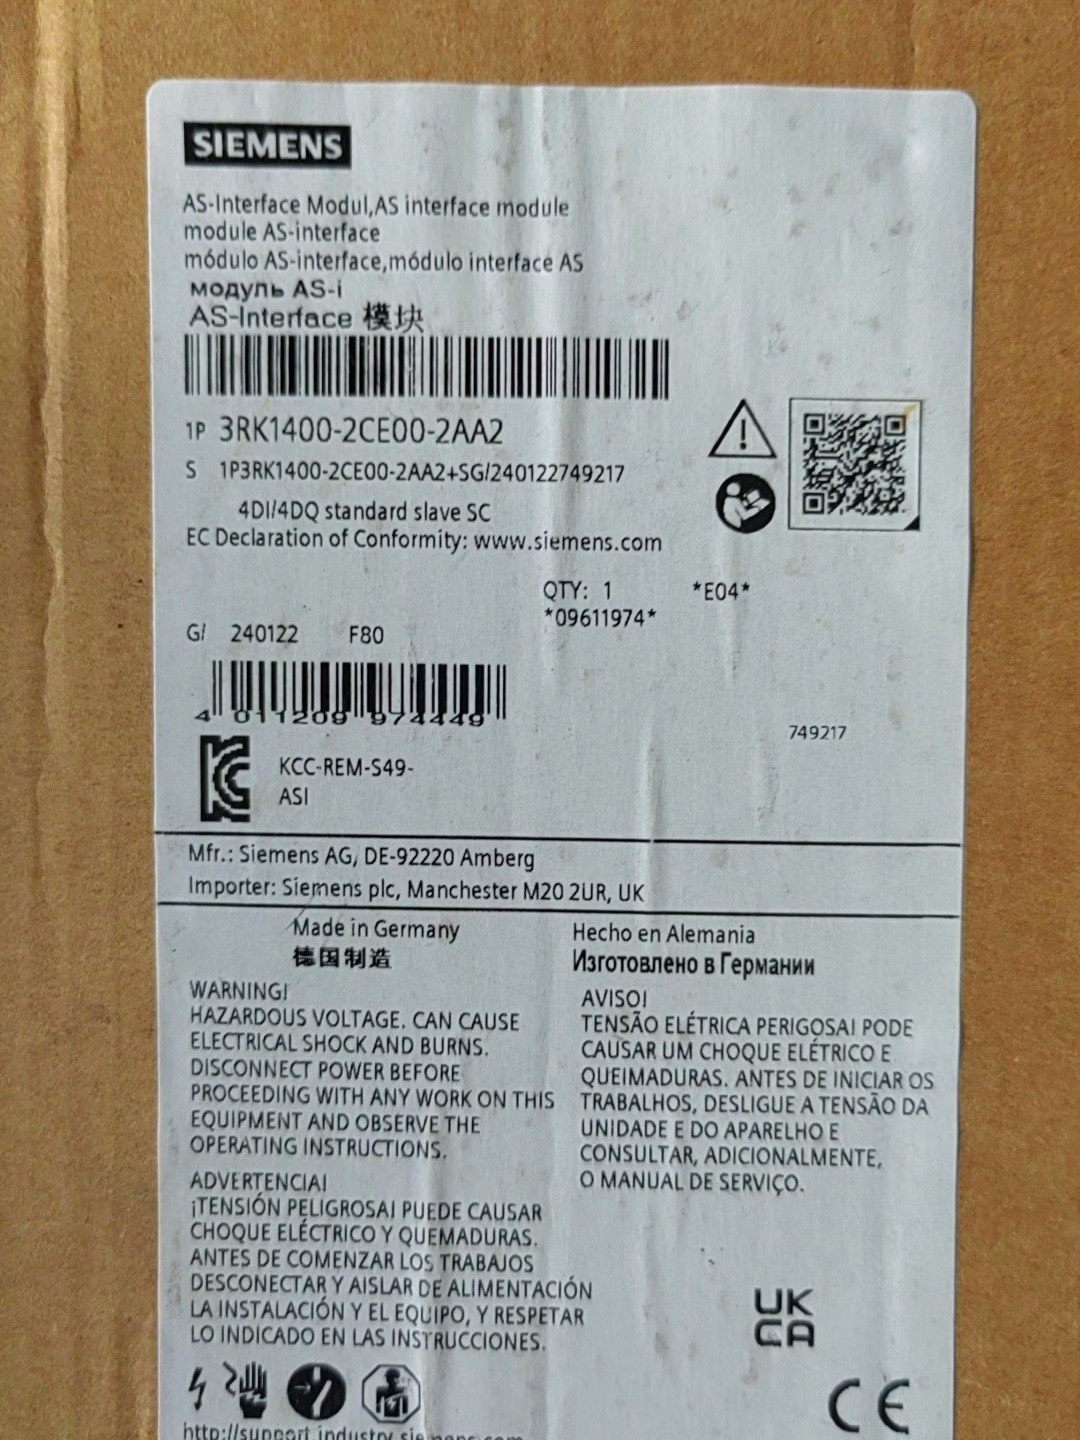 SIEMENS
AS-Interface Modul,AS interface module
module AS-interface
módulo AS-interface,módulo interface AS
модуль AS-i
AS-Interface 模块
1P 3RK1400-2CE00-2AA2
S 1P3RK1400-2CE00-2AA2+SG/240122749217
4DI/4DQ standard slave SC
EC Declaration of Conformity: www.siemens.com
QTY: 1 *E04*
*09611974*
G/ 240122 F80
4 011209 974449
749217
KCC-REM-S49-
ASI
Mfr.: Siemens AG, DE-92220 Amberg
Importer: Siemens plc, Manchester M20 2UR, UK
Made in Germany
德国制造
Hecho en Alemania
Изготовлено в Германии
WARNING!
HAZARDOUS VOLTAGE. CAN CAUSE
ELECTRICAL SHOCK AND BURNS.
DISCONNECT POWER BEFORE
PROCEEDING WITH ANY WORK ON THIS
EQUIPMENT AND OBSERVE THE
OPERATING INSTRUCTIONS.
ADVERTENCIA!
¡TENSIÓN PELIGROSA! PUEDE CAUSAR
CHOQUE ELÉCTRICO Y QUEMADURAS.
ANTES DE COMENZAR LOS TRABAJOS
DESCONECTAR Y AISLAR DE ALIMENTACIÓN
LA INSTALACIÓN Y EL EQUIPO, Y RESPETAR
LO INDICADO EN LAS INSTRUCCIONES.
AVISO!
TENSÃO ELÉTRICA PERIGOSA! PODE
CAUSAR UM CHOQUE ELÉTRICO E
QUEIMADURAS. ANTES DE INICIAR OS
TRABALHOS, DESLIGUE A TENSÃO DA
UNIDADE E DO APARELHO E
CONSULTAR, ADICIONALMENTE,
O MANUAL DE SERVIÇO.
UK
CA
CE
http://support.industry.siemens.com